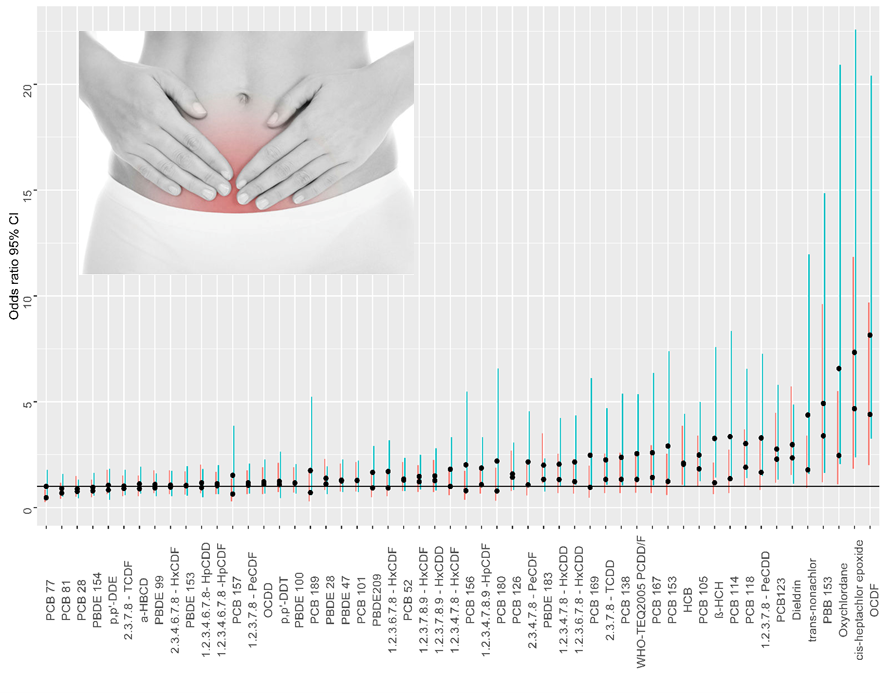 Odds ratio 95% CI
20
15
10
5
0
PCB 77
PCB 81
PCB 28
PBDE 154
p,p'-DDE
2.3.7.8 - TCDF
a-HBCD
PBDE 99
2.3.4.6.7.8 - HxCDF
PBDE 153
1.2.3.4.6.7.8- HpCDD
1.2.3.4.6.7.8 -HpCDF
PCB 157
1.2.3.7.8 - PeCDF
OCDD
p,p'-DDT
PBDE 100
PCB 189
PBDE 28
PBDE 47
PCB 101
PBDE209
1.2.3.6.7.8 - HxCDF
PCB 52
1.2.3.7.8.9 - HxCDF
1.2.3.7.8.9 - HxCDD
1.2.3.4.7.8 - HxCDF
PCB 156
1.2.3.4.7.8.9 -HpCDF
PCB 180
PCB 126
2.3.4.7.8 - PeCDF
PBDE 183
1.2.3.4.7.8 - HxCDD
1.2.3.6.7.8 - HxCDD
PCB 169
2.3.7.8 - TCDD
PCB 138
WHO-TEQ2005 PCDD/F
PCB 167
PCB 153
HCB
PCB 105
ß-HCH
PCB 114
PCB 118
1.2.3.7.8 - PeCDD
PCB123
Dieldrin
trans-nonachlor
PBB 153
Oxychlordane
cis-heptachlor epoxide
OCDF